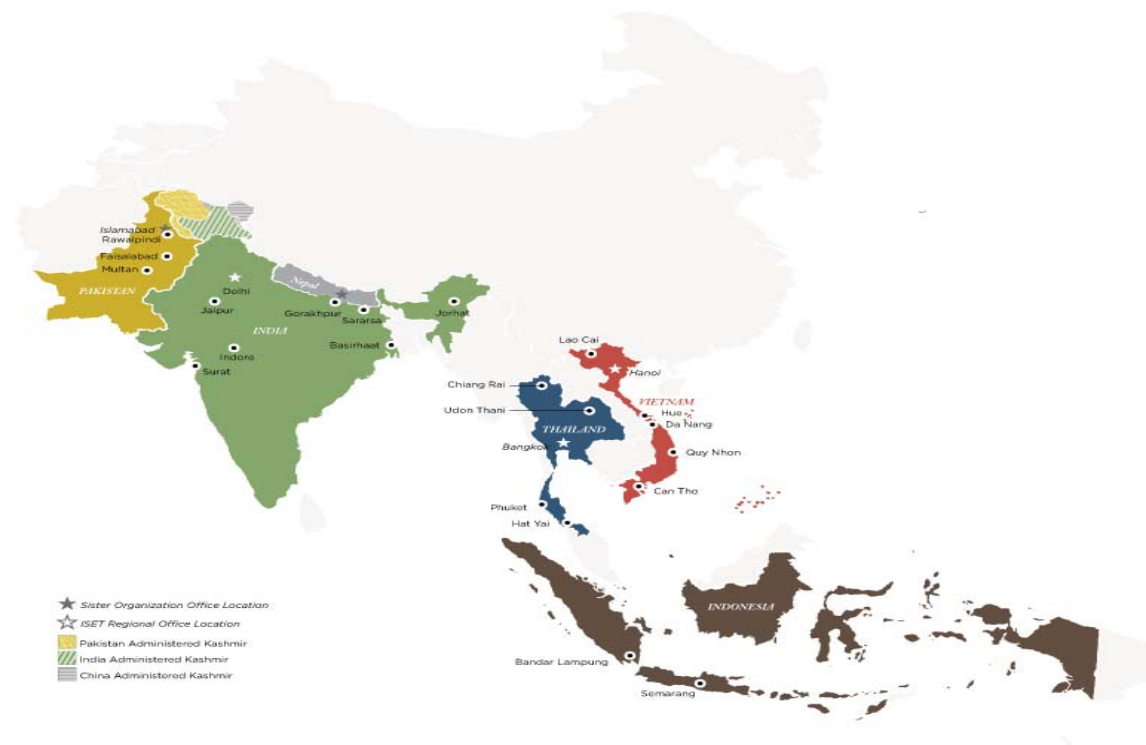 Islamabad
Rawalpindi
Faisalabad
Multan
PAKISTAN
Delhi
Jaipur
Nepal
Gorakhpur
Sararsa
Jorhat
INDIA
Basirhaat
Indore
Surat
Lao Cai
Hanoi
Chiang Rai
VIETNAM
Udon Thani
Hue
Da Nang
THAILAND
Bangkok
Quy Nhon
Can Tho
Phuket
Hat Yai
INDONESIA
Bandar Lampung
Semarang
Sister Organization Office Location
ISET Regional Office Location
Pakistan Administered Kashmir
India Administered Kashmir
China Administered Kashmir